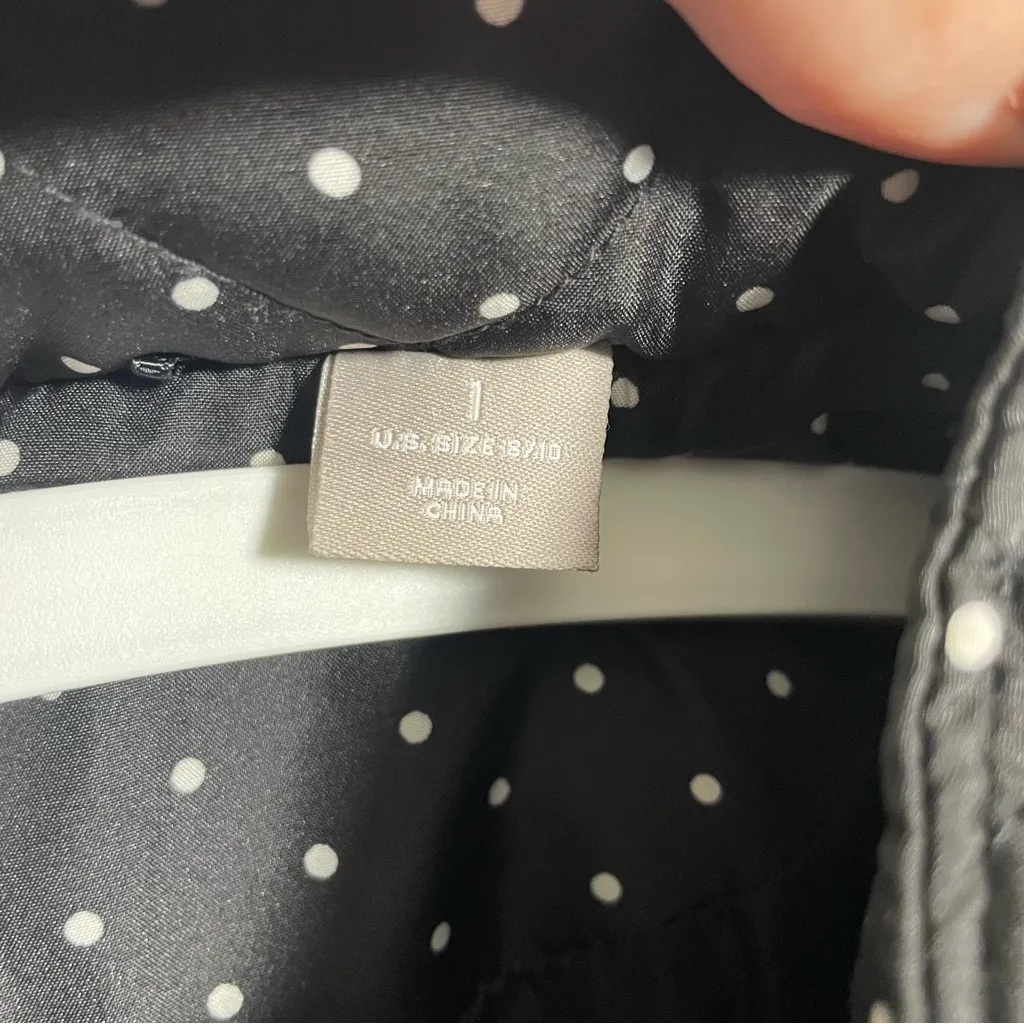 1
U.S. SIZE 8/10
MADE IN
CHINA